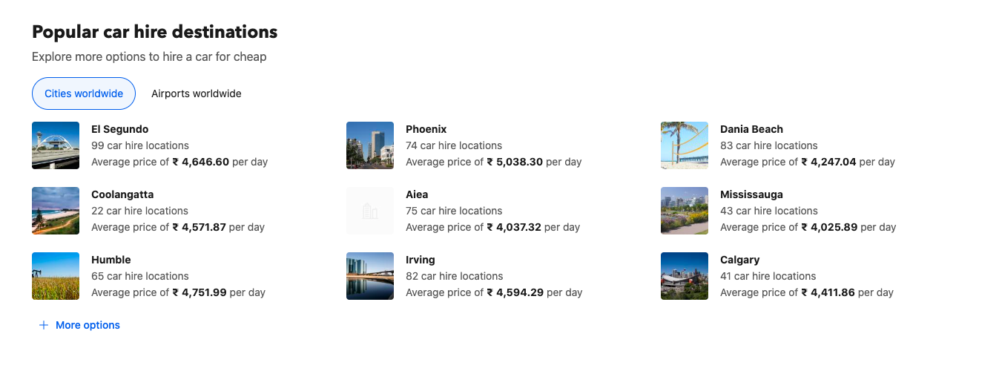 Popular car hire destinations
Explore more options to hire a car for cheap
Cities worldwide
Airports worldwide
El Segundo
99 car hire locations
Average price of ₹ 4,646.60 per day
Phoenix
74 car hire locations
Average price of ₹ 5,038.30 per day
Dania Beach
83 car hire locations
Average price of ₹ 4,247.04 per day
Coolangatta
22 car hire locations
Average price of ₹ 4,571.87 per day
Aiea
75 car hire locations
Average price of ₹ 4,037.32 per day
Mississauga
43 car hire locations
Average price of ₹ 4,025.89 per day
Humble
65 car hire locations
Average price of ₹ 4,751.99 per day
Irving
82 car hire locations
Average price of ₹ 4,594.29 per day
Calgary
41 car hire locations
Average price of ₹ 4,411.86 per day
More options